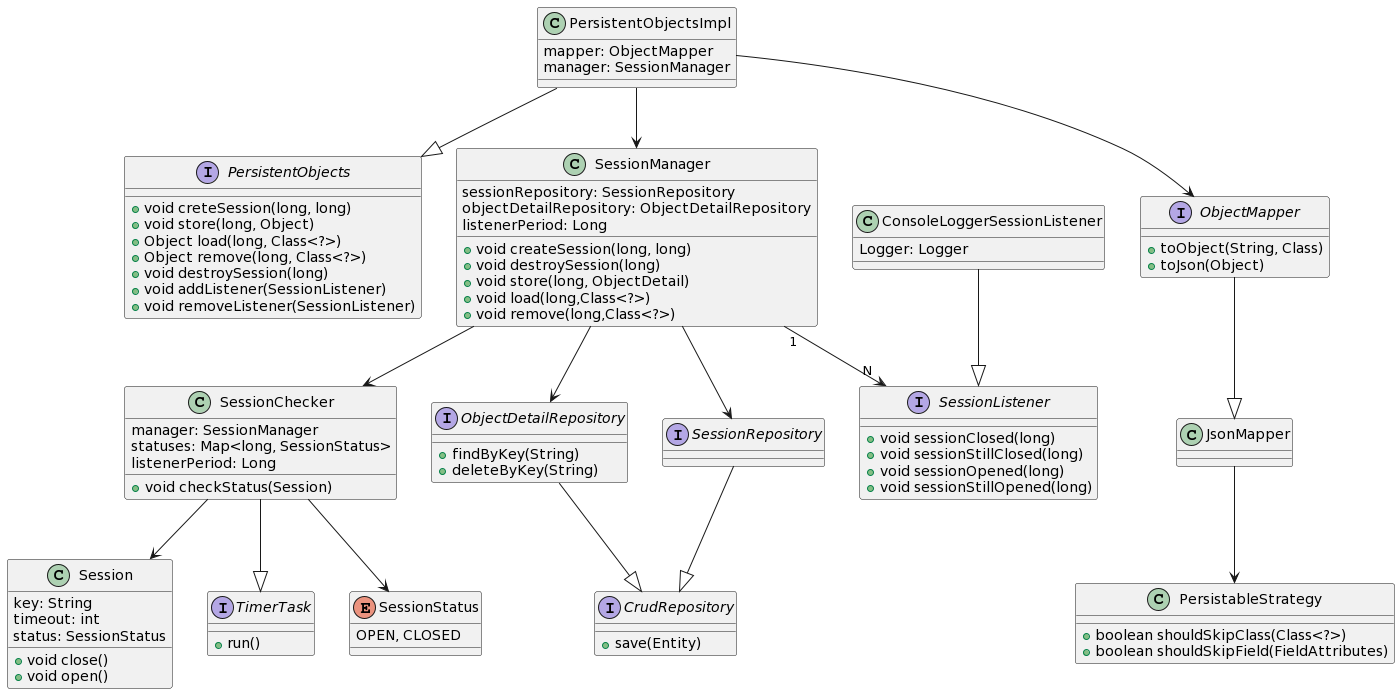 C PersistentObjectsImpl
mapper: ObjectMapper
manager: SessionManager
I PersistentObjects
void creteSession(long, long)
void store(long, Object)
Object load(long, Class<?>)
Object remove(long, Class<?>)
void destroySession(long)
void addListener(SessionListener)
void removeListener(SessionListener)
C SessionManager
sessionRepository: SessionRepository
objectDetailRepository: ObjectDetailRepository
listenerPeriod: Long
void createSession(long, long)
void destroySession(long)
void store(long, ObjectDetail)
void load(long,Class<?>)
void remove(long,Class<?>)
C ConsoleLoggerSessionListener
Logger: Logger
I ObjectMapper
toObject(String, Class)
toJson(Object)
1
N
C SessionChecker
manager: SessionManager
statuses: Map<long, SessionStatus>
listenerPeriod: Long
void checkStatus(Session)
I ObjectDetailRepository
findByKey(String)
deleteByKey(String)
I SessionRepository
I SessionListener
void sessionClosed(long)
void sessionStillClosed(long)
void sessionOpened(long)
void sessionStillOpened(long)
C JsonMapper
C Session
key: String
timeout: int
status: SessionStatus
void close()
void open()
I TimerTask
run()
E SessionStatus
OPEN, CLOSED
I CrudRepository
save(Entity)
C PersistableStrategy
boolean shouldSkipClass(Class<?>)
boolean shouldSkipField(FieldAttributes)